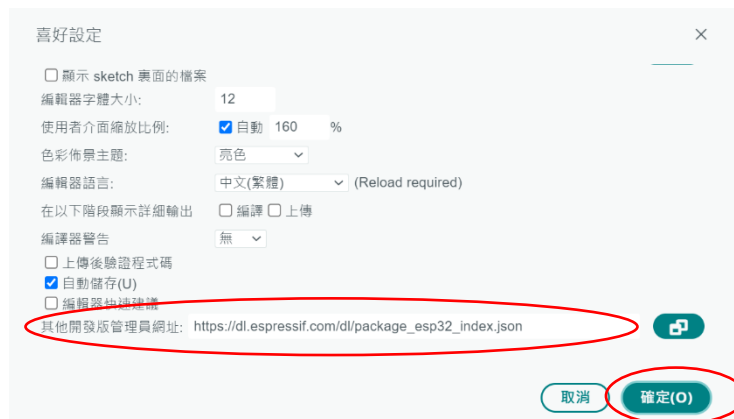 喜好設定
顯示 sketch 裏面的檔案
編輯器字體大小: 12
使用者介面縮放比例: 自動 160 %
色彩佈景主題: 亮色
編輯器語言: 中文(繁體) (Reload required)
在以下階段顯示詳細輸出 編譯 上傳
編譯器警告 無
上傳後驗證程式碼
自動儲存(U)
編輯器快速建議
其他開發版管理員網址: https://dl.espressif.com/dl/package_esp32_index.json
取消 確定(O)